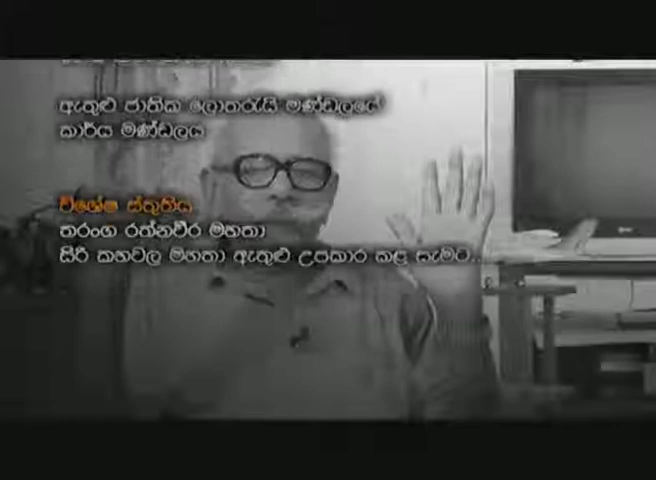 ඇතුළු ජාතික ලොතරැයි මණ්ඩලයේ
කාර්ය මණ්ඩලය
විශේෂ ස්තූතිය
තරංග රත්නවීර මහතා
සිරි කහවල මහතා ඇතුළු උපකාර කළ සැමට...